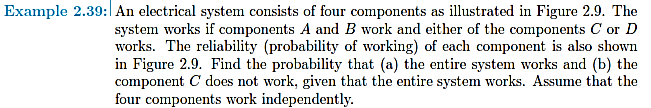 Example 2.39: An electrical system consists of four components as illustrated in Figure 2.9. The
system works if components A and B work and either of the components C or D
works. The reliability (probability of working) of each component is also shown
in Figure 2.9. Find the probability that (a) the entire system works and (b) the
component C does not work, given that the entire system works. Assume that the
four components work independently.